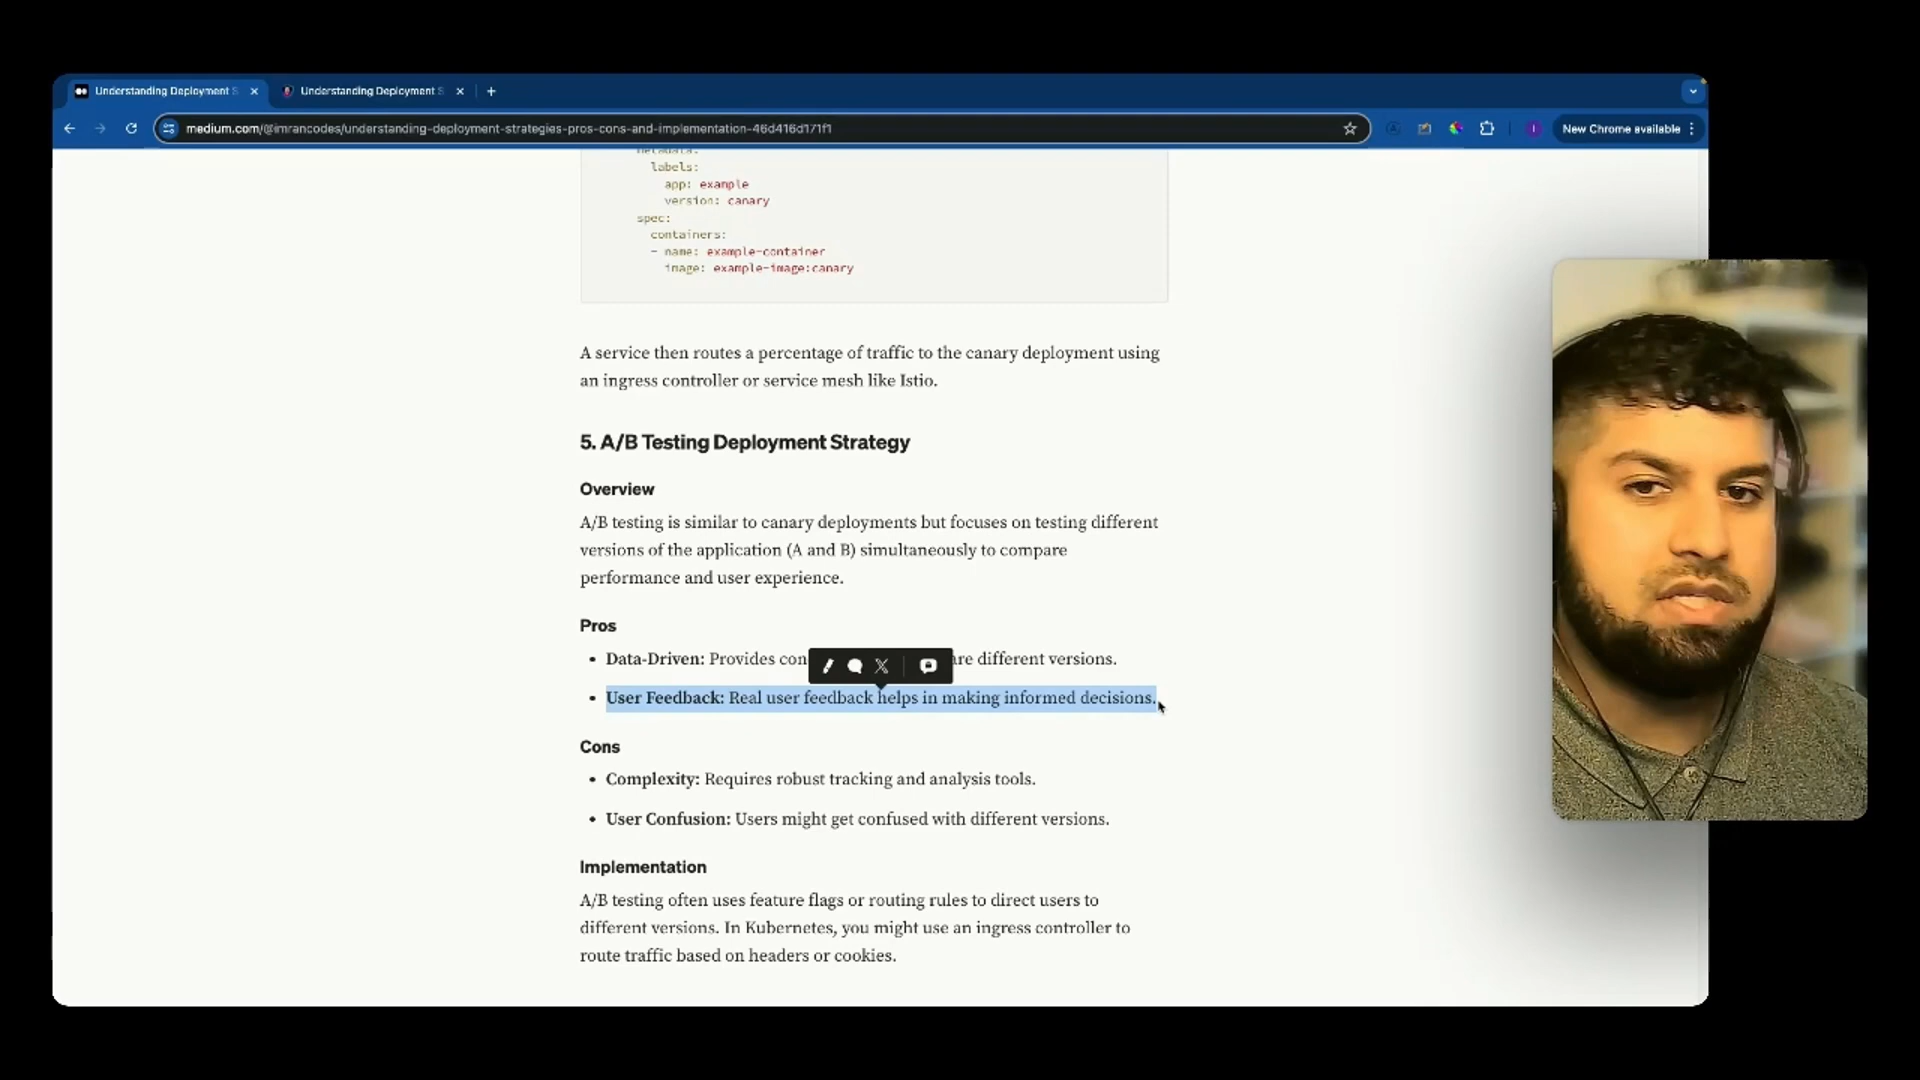 Understanding Deployment S
Understanding Deployment S
medium.com/@imrancodes/understanding-deployment-strategies-pros-cons-and-implementation-46d416d171f1
New Chrome available
metadata:
labels:
app: example
version: canary
spec:
containers:
- name: example-container
image: example-image:canary
A service then routes a percentage of traffic to the canary deployment using
an ingress controller or service mesh like Istio.
5. A/B Testing Deployment Strategy
Overview
A/B testing is similar to canary deployments but focuses on testing different
versions of the application (A and B) simultaneously to compare
performance and user experience.
Pros
• Data-Driven: Provides con are different versions.
• User Feedback: Real user feedback helps in making informed decisions.
Cons
• Complexity: Requires robust tracking and analysis tools.
• User Confusion: Users might get confused with different versions.
Implementation
A/B testing often uses feature flags or routing rules to direct users to
different versions. In Kubernetes, you might use an ingress controller to
route traffic based on headers or cookies.